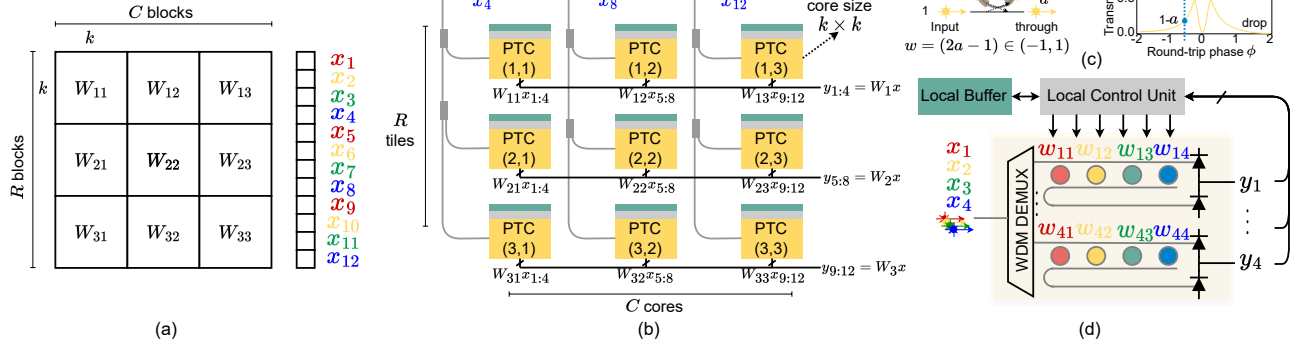 C blocks
k
k
R blocks
W11 W12 W13
W21 W22 W23
W31 W32 W33
x1
x2
x3
x4
x5
x6
x7
x8
x9
x10
x11
x12
(a)
x4 x8 x12
core size
k × k
R
tiles
PTC
(1,1)
PTC
(1,2)
PTC
(1,3)
W11x1:4 W12x5:8 W13x9:12 y1:4 = W1x
PTC
(2,1)
PTC
(2,2)
PTC
(2,3)
W21x1:4 W22x5:8 W23x9:12 y5:8 = W2x
PTC
(3,1)
PTC
(3,2)
PTC
(3,3)
W31x1:4 W32x5:8 W33x9:12 y9:12 = W3x
C cores
(b)
1 a
Input through
w = (2a − 1) ∈ (−1, 1)
Transm
0.0
1-a
drop
-2 -1 0 1 2
Round-trip phase ϕ
(c)
Local Buffer
Local Control Unit
x1
x2
x3
x4
WDM DEMUX
w11 w12 w13 w14
y1
w41 w42 w43 w44
y4
(d)